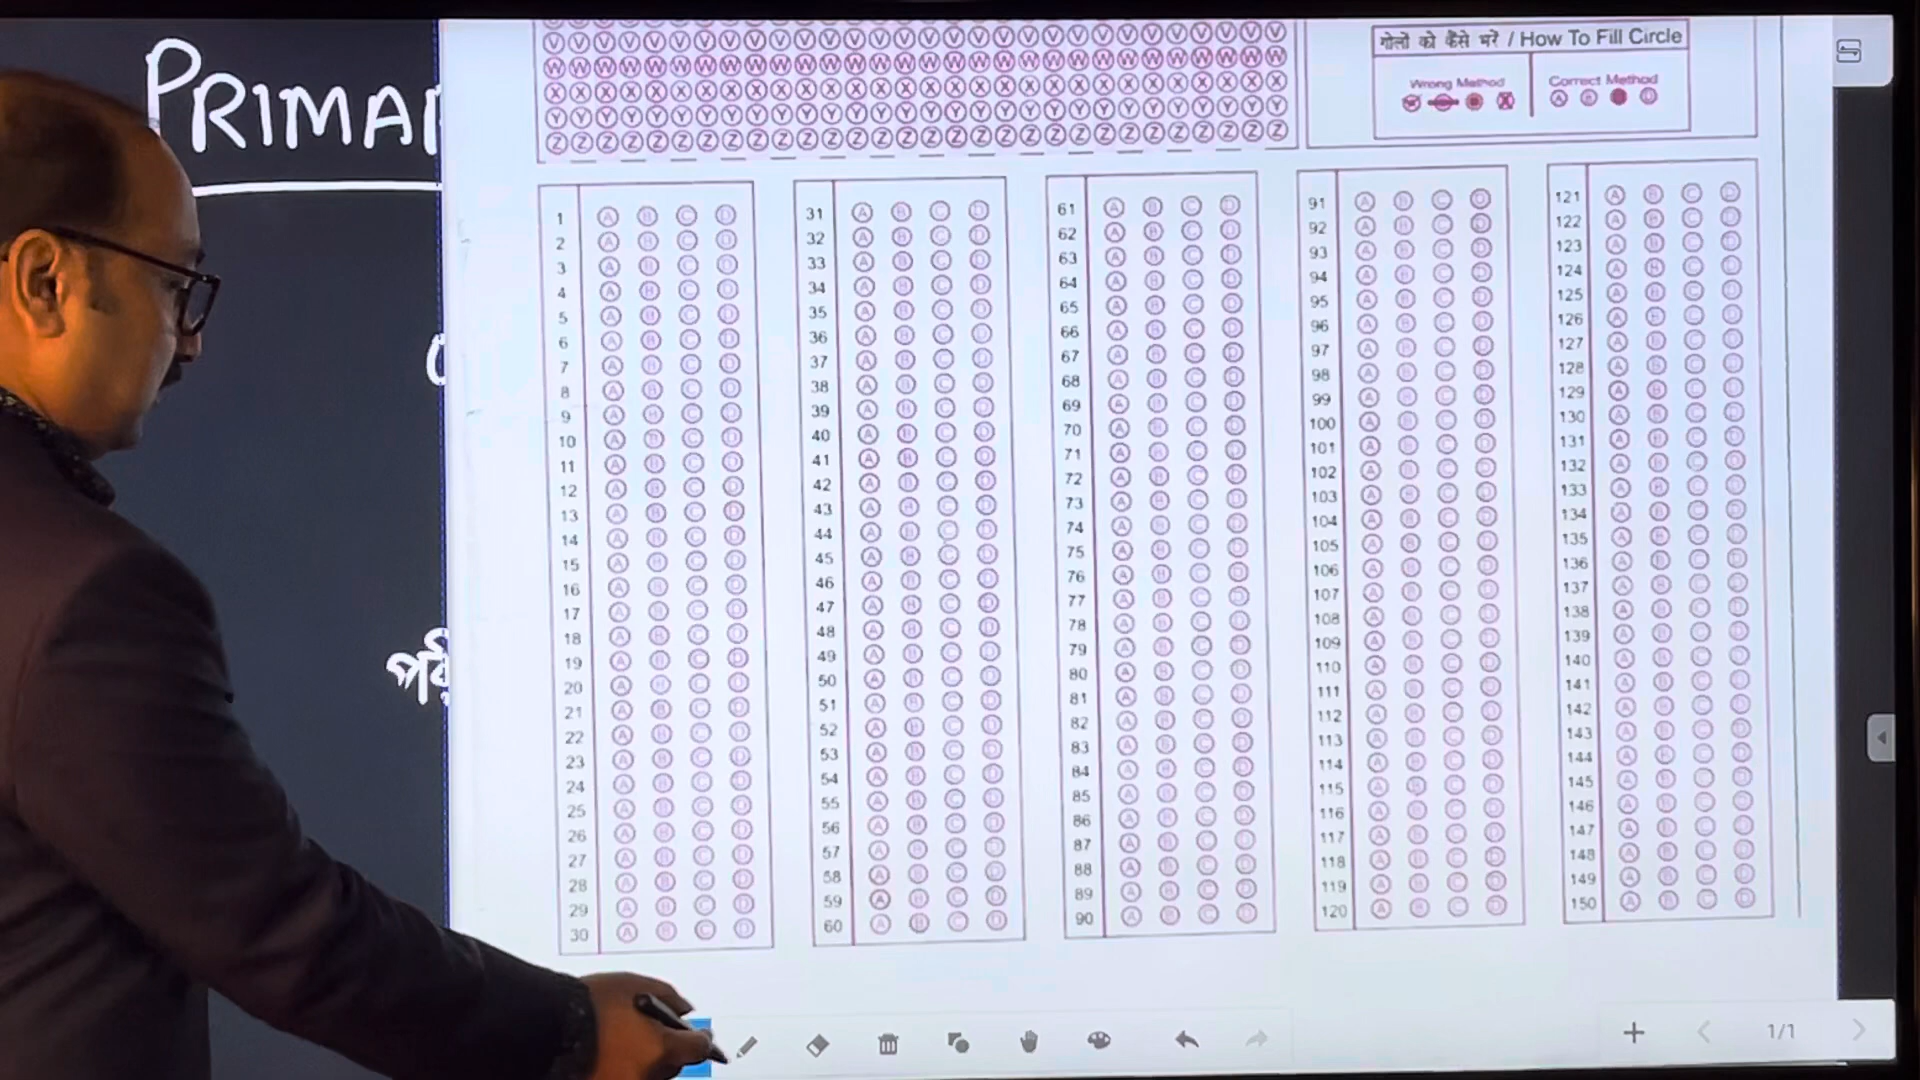 PRIMA
পরি
V V V V V V V V V V V V V V V V V V V V V V V V V V V V V V
W W W W W W W W W W W W W W W W W W W W W W W W W W W W W W
X X X X X X X X X X X X X X X X X X X X X X X X X X X X X X
Y Y Y Y Y Y Y Y Y Y Y Y Y Y Y Y Y Y Y Y Y Y Y Y Y Y Y Y Y Y
Z Z Z Z Z Z Z Z Z Z Z Z Z Z Z Z Z Z Z Z Z Z Z Z Z Z Z Z Z Z
गोलों को कैसे भरें / How To Fill Circle
Wrong Method
Correct Method
A B D
1 A B C D
2 A B C D
3 A B C D
4 A B C D
5 A B C D
6 A B C D
7 A B C D
8 A B C D
9 A B C D
10 A B C D
11 A B C D
12 A B C D
13 A B C D
14 A B C D
15 A B C D
16 A B C D
17 A B C D
18 A B C D
19 A B C D
20 A B C D
21 A B C D
22 A B C D
23 A B C D
24 A B C D
25 A B C D
26 A B C D
27 A B C D
28 A B C D
29 A B C D
30 A B C D
31 A B C D
32 A B C D
33 A B C D
34 A B C D
35 A B C D
36 A B C D
37 A B C D
38 A B C D
39 A B C D
40 A B C D
41 A B C D
42 A B C D
43 A B C D
44 A B C D
45 A B C D
46 A B C D
47 A B C D
48 A B C D
49 A B C D
50 A B C D
51 A B C D
52 A B C D
53 A B C D
54 A B C D
55 A B C D
56 A B C D
57 A B C D
58 A B C D
59 A B C D
60 A B C D
61 A B C D
62 A B C D
63 A B C D
64 A B C D
65 A B C D
66 A B C D
67 A B C D
68 A B C D
69 A B C D
70 A B C D
71 A B C D
72 A B C D
73 A B C D
74 A B C D
75 A B C D
76 A B C D
77 A B C D
78 A B C D
79 A B C D
80 A B C D
81 A B C D
82 A B C D
83 A B C D
84 A B C D
85 A B C D
86 A B C D
87 A B C D
88 A B C D
89 A B C D
90 A B C D
91 A B C D
92 A B C D
93 A B C D
94 A B C D
95 A B C D
96 A B C D
97 A B C D
98 A B C D
99 A B C D
100 A B C D
101 A B C D
102 A B C D
103 A B C D
104 A B C D
105 A B C D
106 A B C D
107 A B C D
108 A B C D
109 A B C D
110 A B C D
111 A B C D
112 A B C D
113 A B C D
114 A B C D
115 A B C D
116 A B C D
117 A B C D
118 A B C D
119 A B C D
120 A B C D
121 A B C D
122 A B C D
123 A B C D
124 A B C D
125 A B C D
126 A B C D
127 A B C D
128 A B C D
129 A B C D
130 A B C D
131 A B C D
132 A B C D
133 A B C D
134 A B C D
135 A B C D
136 A B C D
137 A B C D
138 A B C D
139 A B C D
140 A B C D
141 A B C D
142 A B C D
143 A B C D
144 A B C D
145 A B C D
146 A B C D
147 A B C D
148 A B C D
149 A B C D
150 A B C D
1/1